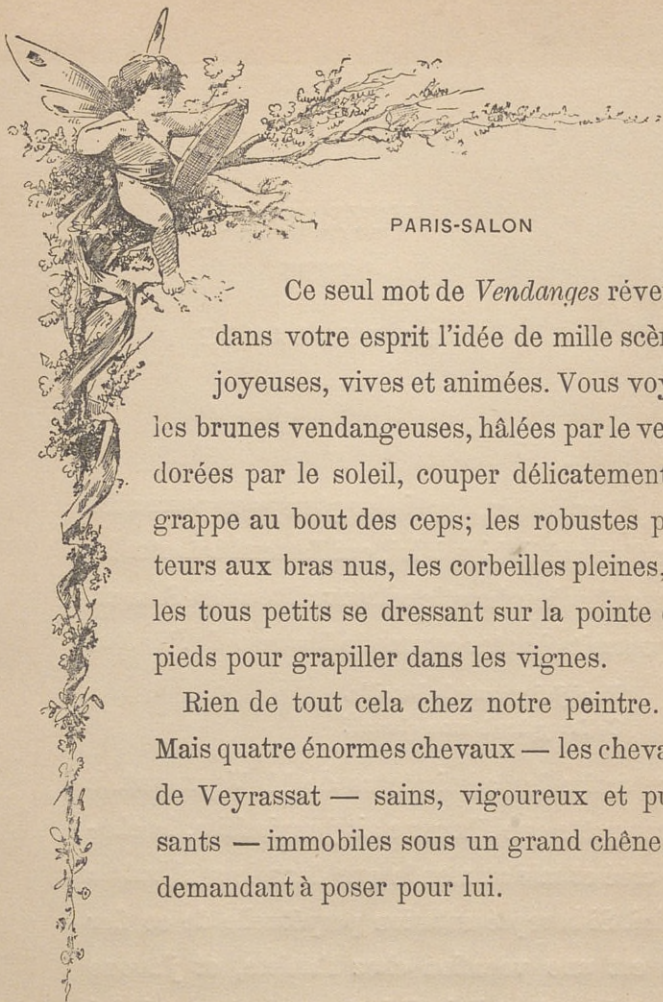 PARIS-SALON
Ce seul mot de Vendanges réve
dans votre esprit l'idée de mille scèn
joyeuses, vives et animées. Vous voy
les brunes vendangeuses, hâlées par le ve
dorées par le soleil, couper délicatement
grappe au bout des ceps; les robustes p
teurs aux bras nus, les corbeilles pleines,
les tous petits se dressant sur la pointe
pieds pour grapiller dans les vignes.
Rien de tout cela chez notre peintre.
Mais quatre énormes chevaux — les cheva
de Veyrassat — sains, vigoureux et pu
sants — immobiles sous un grand chêne
demandant à poser pour lui.